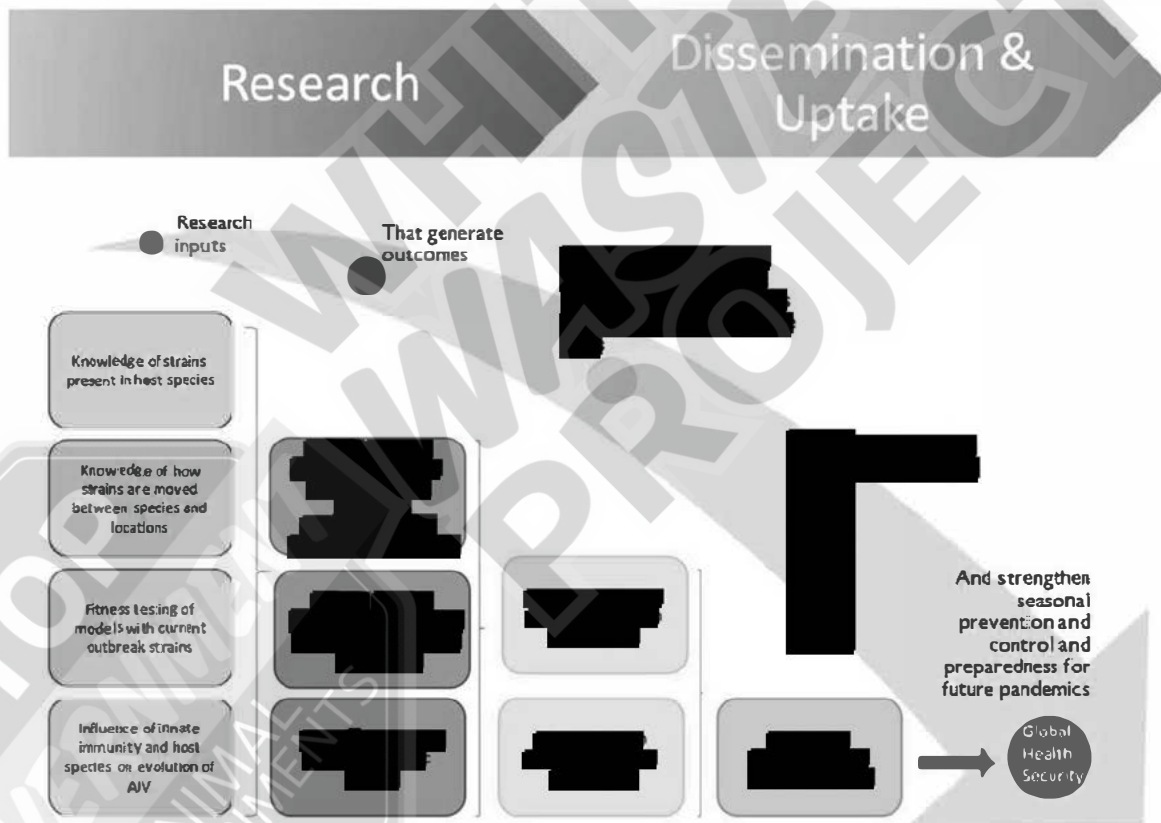 Research
Dissemination &
Uptake
Research
inputs
That generate
outcomes
Knowledge of strains
present in host species
Knowledge of how
strains are moved
between species and
locations
Fitness testing of
models with current
outbreak strains
Influence of innate
immunity and host
species on evolution of
AIV
And strengthen
seasonal
prevention and
control and
preparedness for
future pandemics
Global
Health
Security
WHITE
WASTE
PROJECT